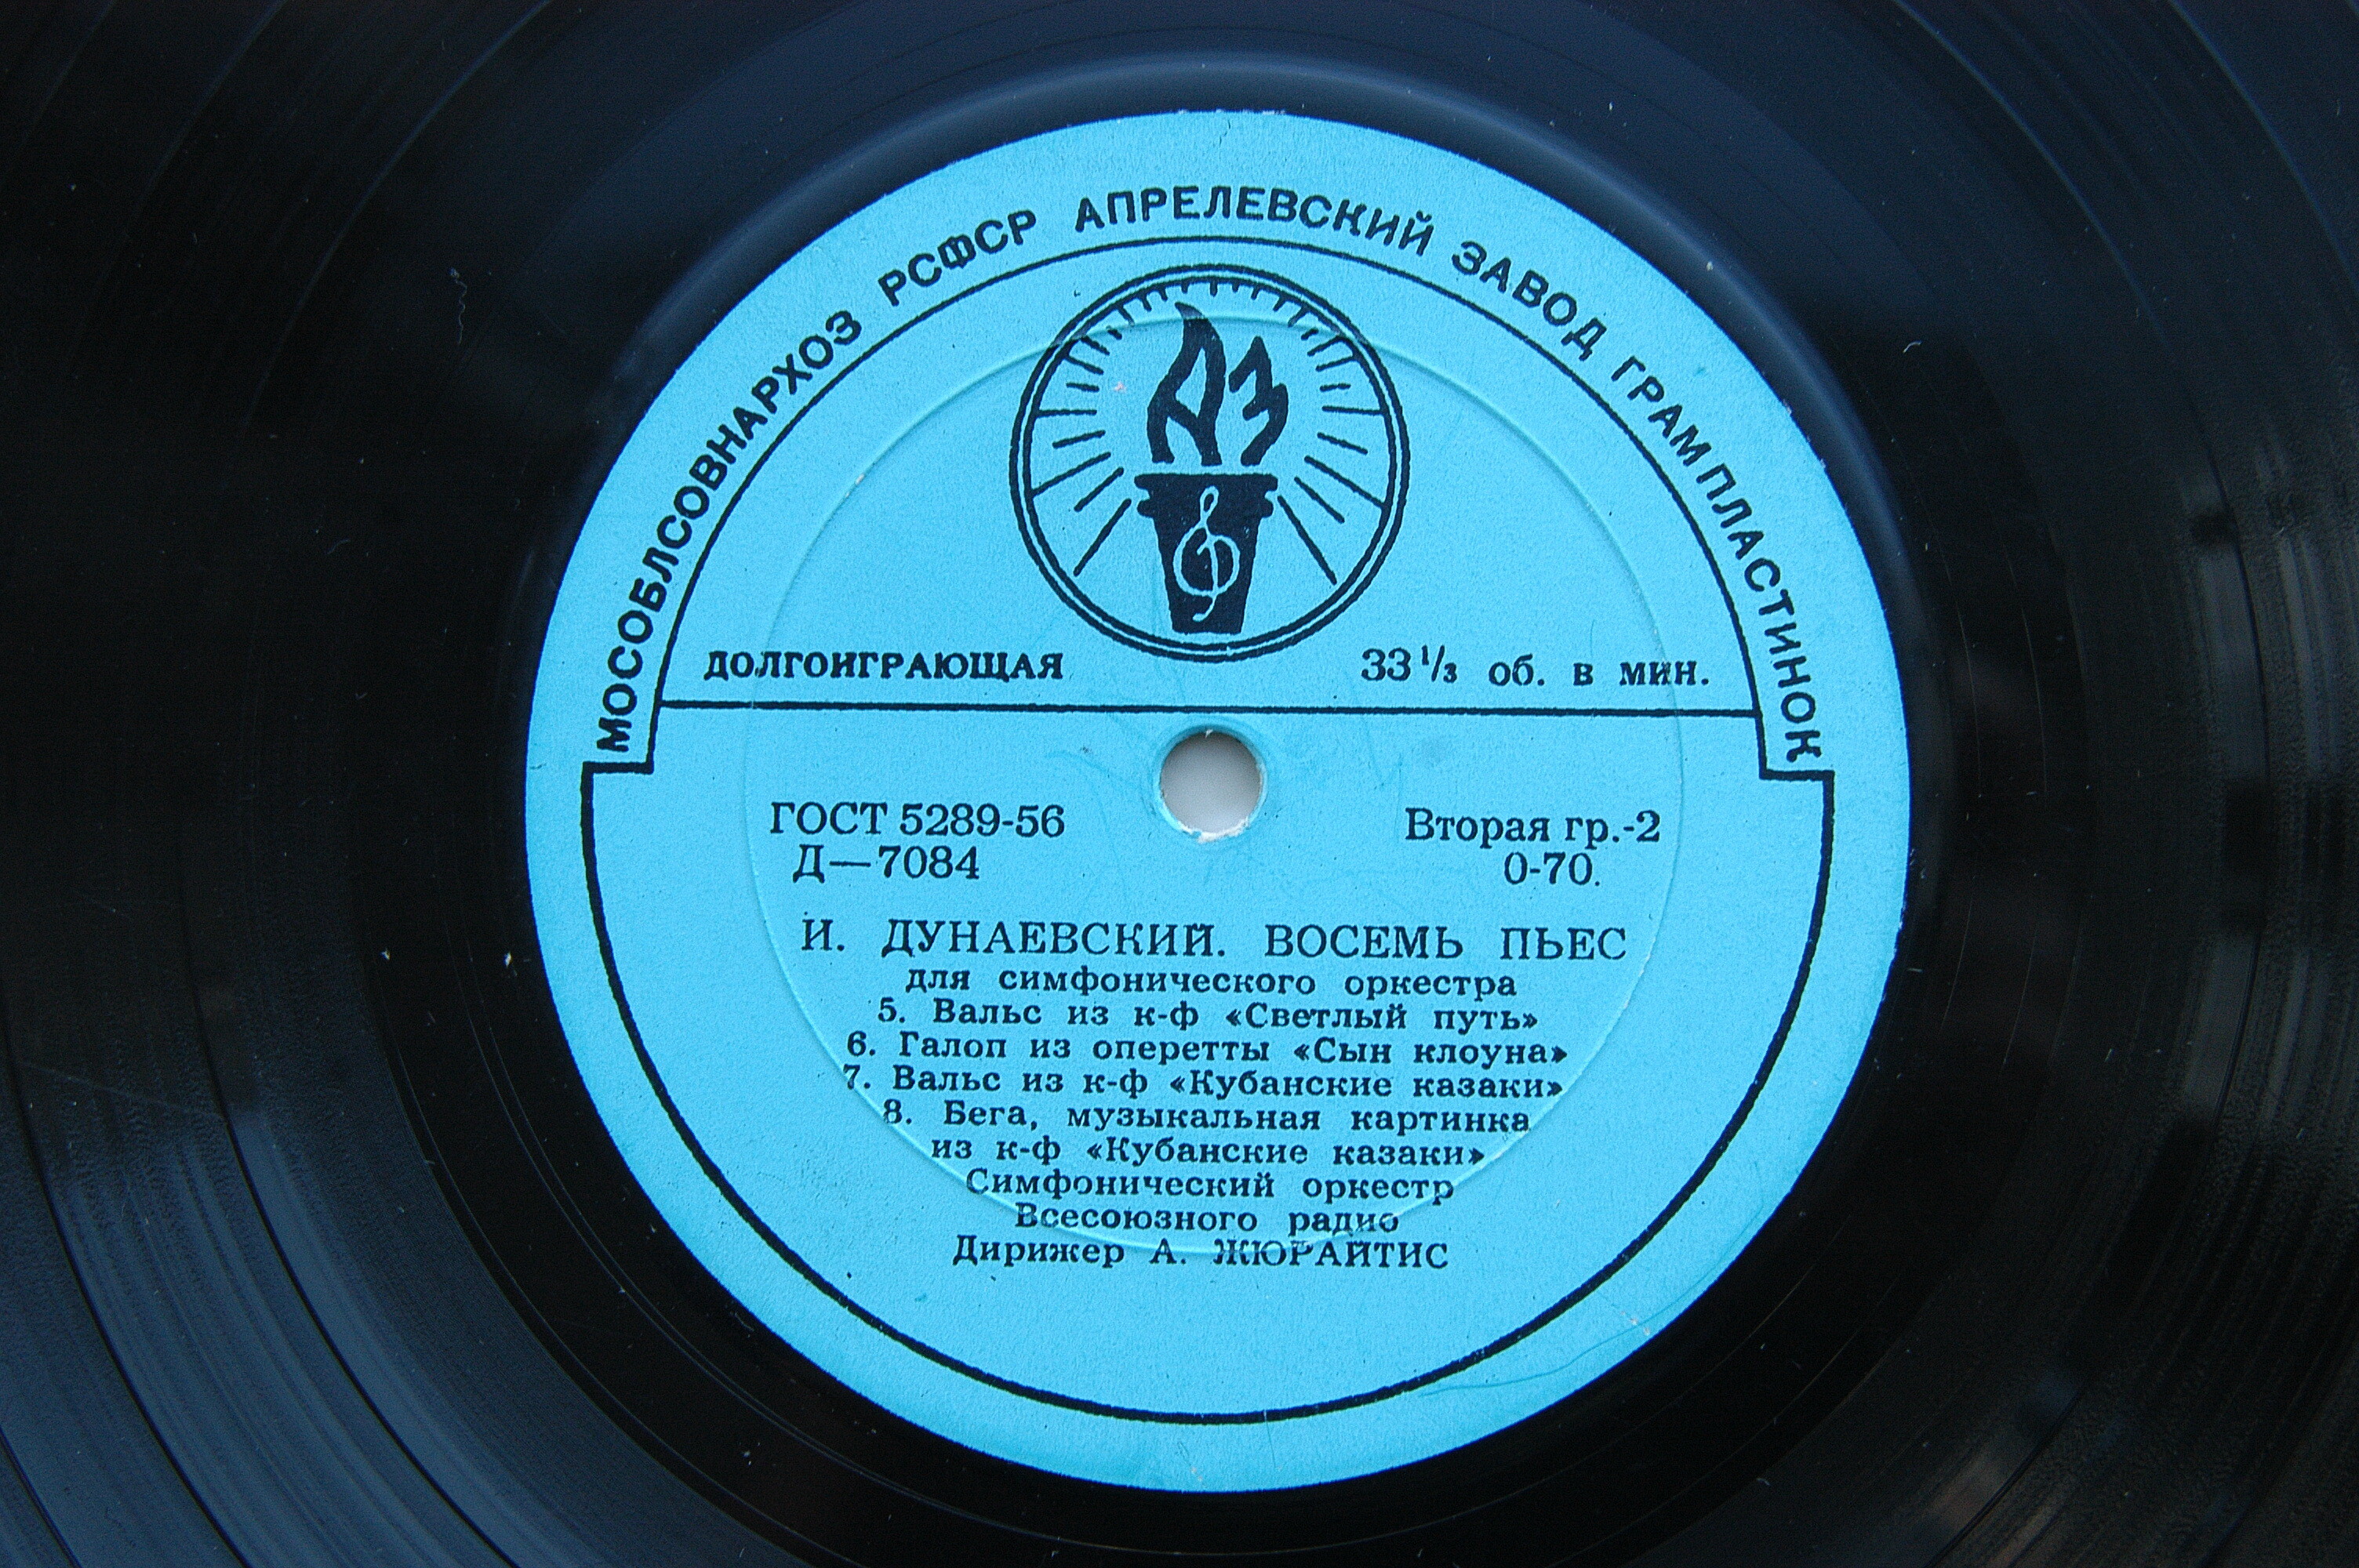 МОСОБЛСОВНАРХОЗ РСФСР АПРЕЛЕВСКИЙ ЗАВОД ГРАМПЛАСТИНОК
АЗ
ДОЛГОИГРАЮЩАЯ 33 1/3 об. в мин.
ГОСТ 5289-56 Вторая гр.-2
Д—7084 0-70.
И. ДУНАЕВСКИЙ. ВОСЕМЬ ПЬЕС
для симфонического оркестра
5. Вальс из к-ф «Светлый путь»
6. Галоп из оперетты «Сын клоуна»
7. Вальс из к-ф «Кубанские казаки»
8. Бега, музыкальная картинка
из к-ф «Кубанские казаки»
Симфонический оркестр
Всесоюзного радио
Дирижер А. ЖЮРАЙТИС